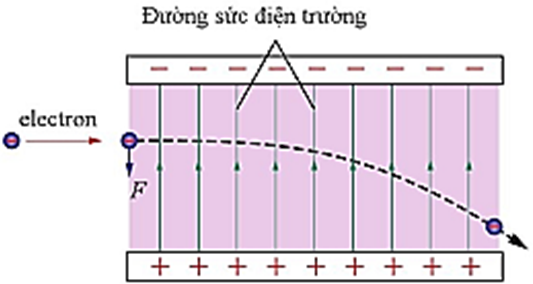 Đường sức điện trường
− − − − − − − − −
electron
F
+ + + + + + + + +